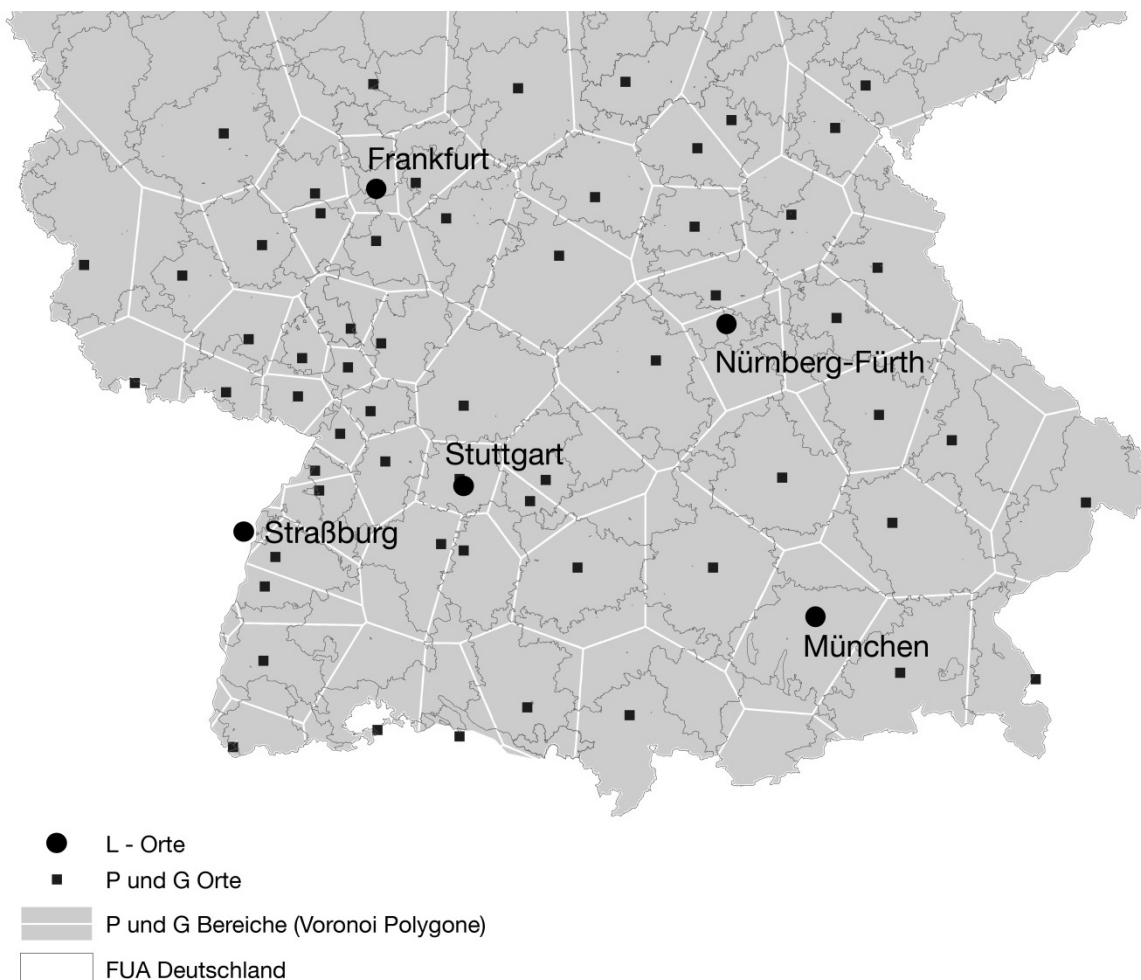 Frankfurt
Nürnberg-Fürth
Stuttgart
Straßburg
München
L - Orte
P und G Orte
P und G Bereiche (Voronoi Polygone)
FUA Deutschland